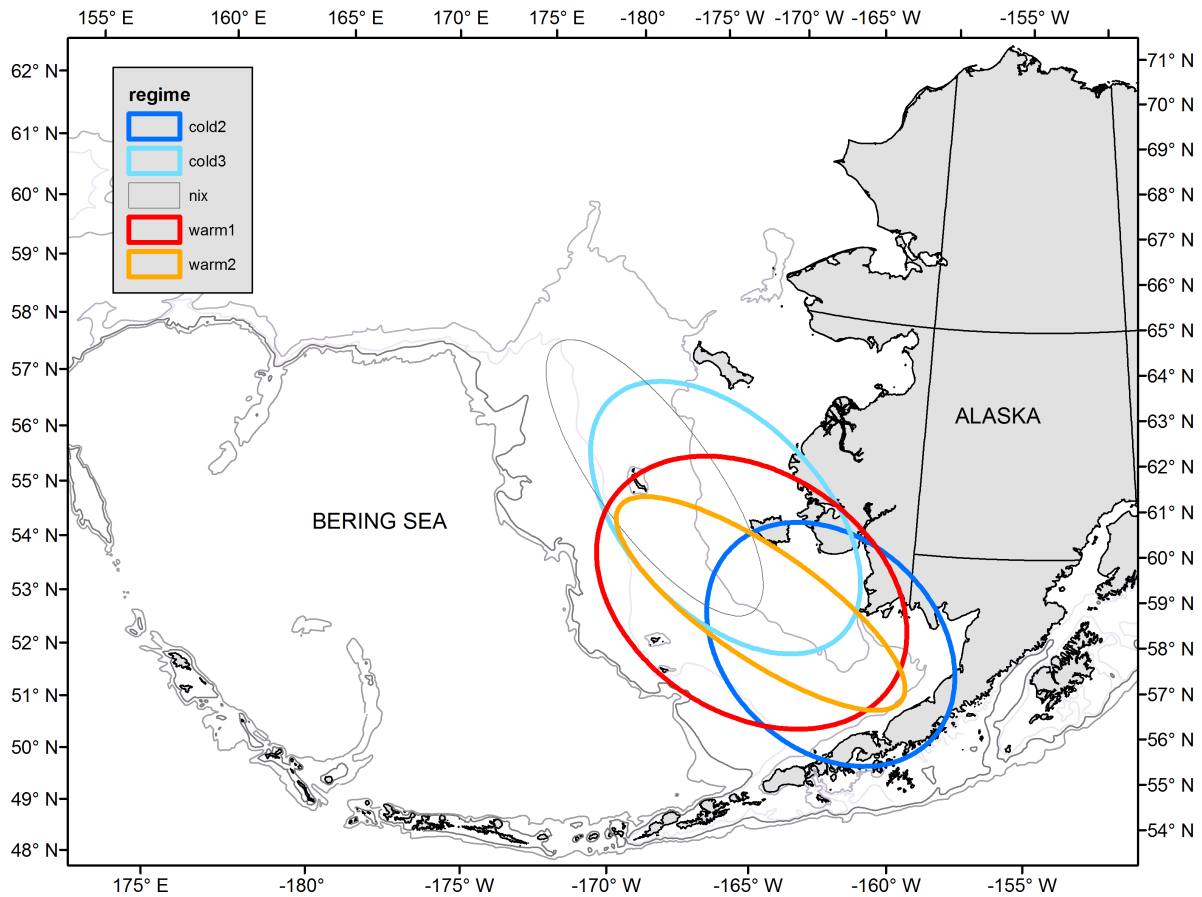 155° E 160° E 165° E 170° E 175° E -180° -175° W -170° W -165° W -155° W
62° N
61° N
60° N
59° N
58° N
57° N
56° N
55° N
54° N
53° N
52° N
51° N
50° N
49° N
48° N
regime
cold2
cold3
nix
warm1
warm2
ALASKA
BERING SEA
71° N
70° N
69° N
68° N
67° N
66° N
65° N
64° N
63° N
62° N
61° N
60° N
59° N
58° N
57° N
56° N
55° N
54° N
175° E -180° -175° W -170° W -165° W -160° W -155° W